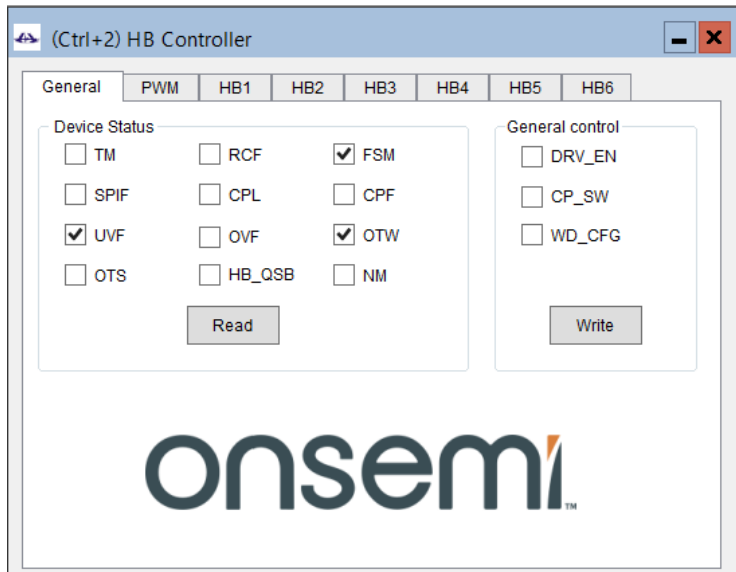 (Ctrl+2) HB Controller
General PWM HB1 HB2 HB3 HB4 HB5 HB6
Device Status General control
TM RCF FSM DRV_EN
SPIF CPL CPF CP_SW
UVF OVF OTW WD_CFG
OTS HB_QSB NM
Read Write
onsemi™